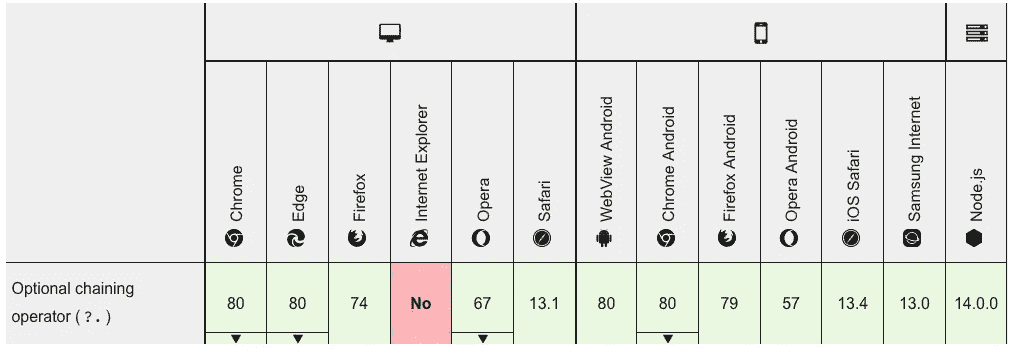 Chrome
Edge
Firefox
Internet Explorer
Opera
Safari
WebView Android
Chrome Android
Firefox Android
Opera Android
iOS Safari
Samsung Internet
Node.js
Optional chaining
operator (?.)
80
80
74
No
67
13.1
80
80
79
57
13.4
13.0
14.0.0